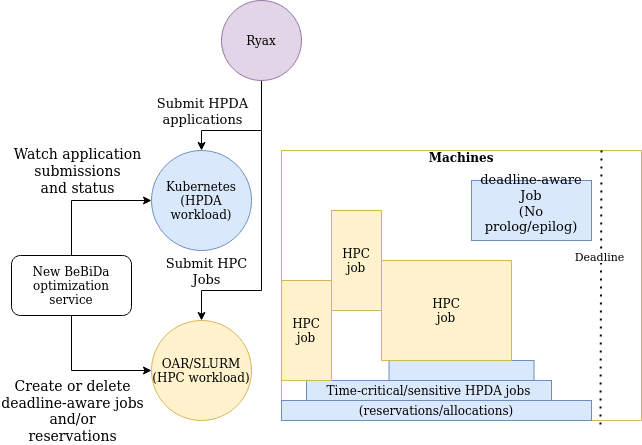 Ryax
Submit HPDA
applications
Watch application
submissions
and status
Kubernetes
(HPDA
workload)
Submit HPC
Jobs
New BeBiDa
optimization
service
OAR/SLURM
(HPC workload)
Create or delete
deadline-aware jobs
and/or
reservations
Machines
deadline-aware
Job
(No
prolog/epilog)
Deadline
HPC
job
HPC
job
HPC
job
Time-critical/sensitive HPDA jobs
(reservations/allocations)